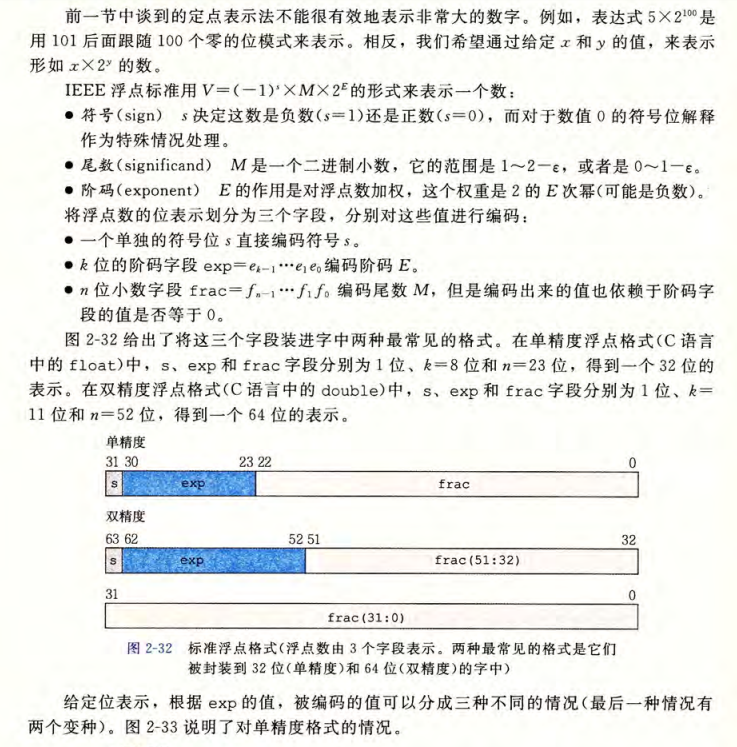 前一节中谈到的定点表示法不能很有效地表示非常大的数字。例如，表达式 5×2¹⁰⁰ 是
用 101 后面跟随 100 个零的位模式来表示。相反，我们希望通过给定 x 和 y 的值，来表示
形如 x×2ʸ 的数。
IEEE 浮点标准用 V=(−1)ˢ×M×2ᴱ 的形式来表示一个数：
● 符号(sign) s 决定这数是负数(s=1)还是正数(s=0)，而对于数值 0 的符号位解释
作为特殊情况处理。
● 尾数(significand) M 是一个二进制小数，它的范围是 1～2−ε，或者是 0～1−ε。
● 阶码(exponent) E 的作用是对浮点数加权，这个权重是 2 的 E 次幂(可能是负数)。
将浮点数的位表示划分为三个字段，分别对这些值进行编码：
● 一个单独的符号位 s 直接编码符号 s。
● k 位的阶码字段 exp=eₖ₋₁⋯e₁e₀ 编码阶码 E。
● n 位小数字段 frac=fₙ₋₁⋯f₁f₀ 编码尾数 M，但是编码出来的值也依赖于阶码字
段的值是否等于 0。
图 2-32 给出了将这三个字段装进字中两种最常见的格式。在单精度浮点格式(C 语言
中的 float)中，s、exp 和 frac 字段分别为 1 位、k=8 位和 n=23 位，得到一个 32 位的
表示。在双精度浮点格式(C 语言中的 double)中，s、exp 和 frac 字段分别为 1 位、k=
11 位和 n=52 位，得到一个 64 位的表示。
单精度
31 30 23 22 0
s exp frac
双精度
63 62 52 51 32
s exp frac(51:32)
31 0
frac(31:0)
图 2-32 标准浮点格式(浮点数由 3 个字段表示。两种最常见的格式是它们
被封装到 32 位(单精度)和 64 位(双精度)的字中)
给定位表示，根据 exp 的值，被编码的值可以分成三种不同的情况(最后一种情况有
两个变种)。图 2-33 说明了对单精度格式的情况。